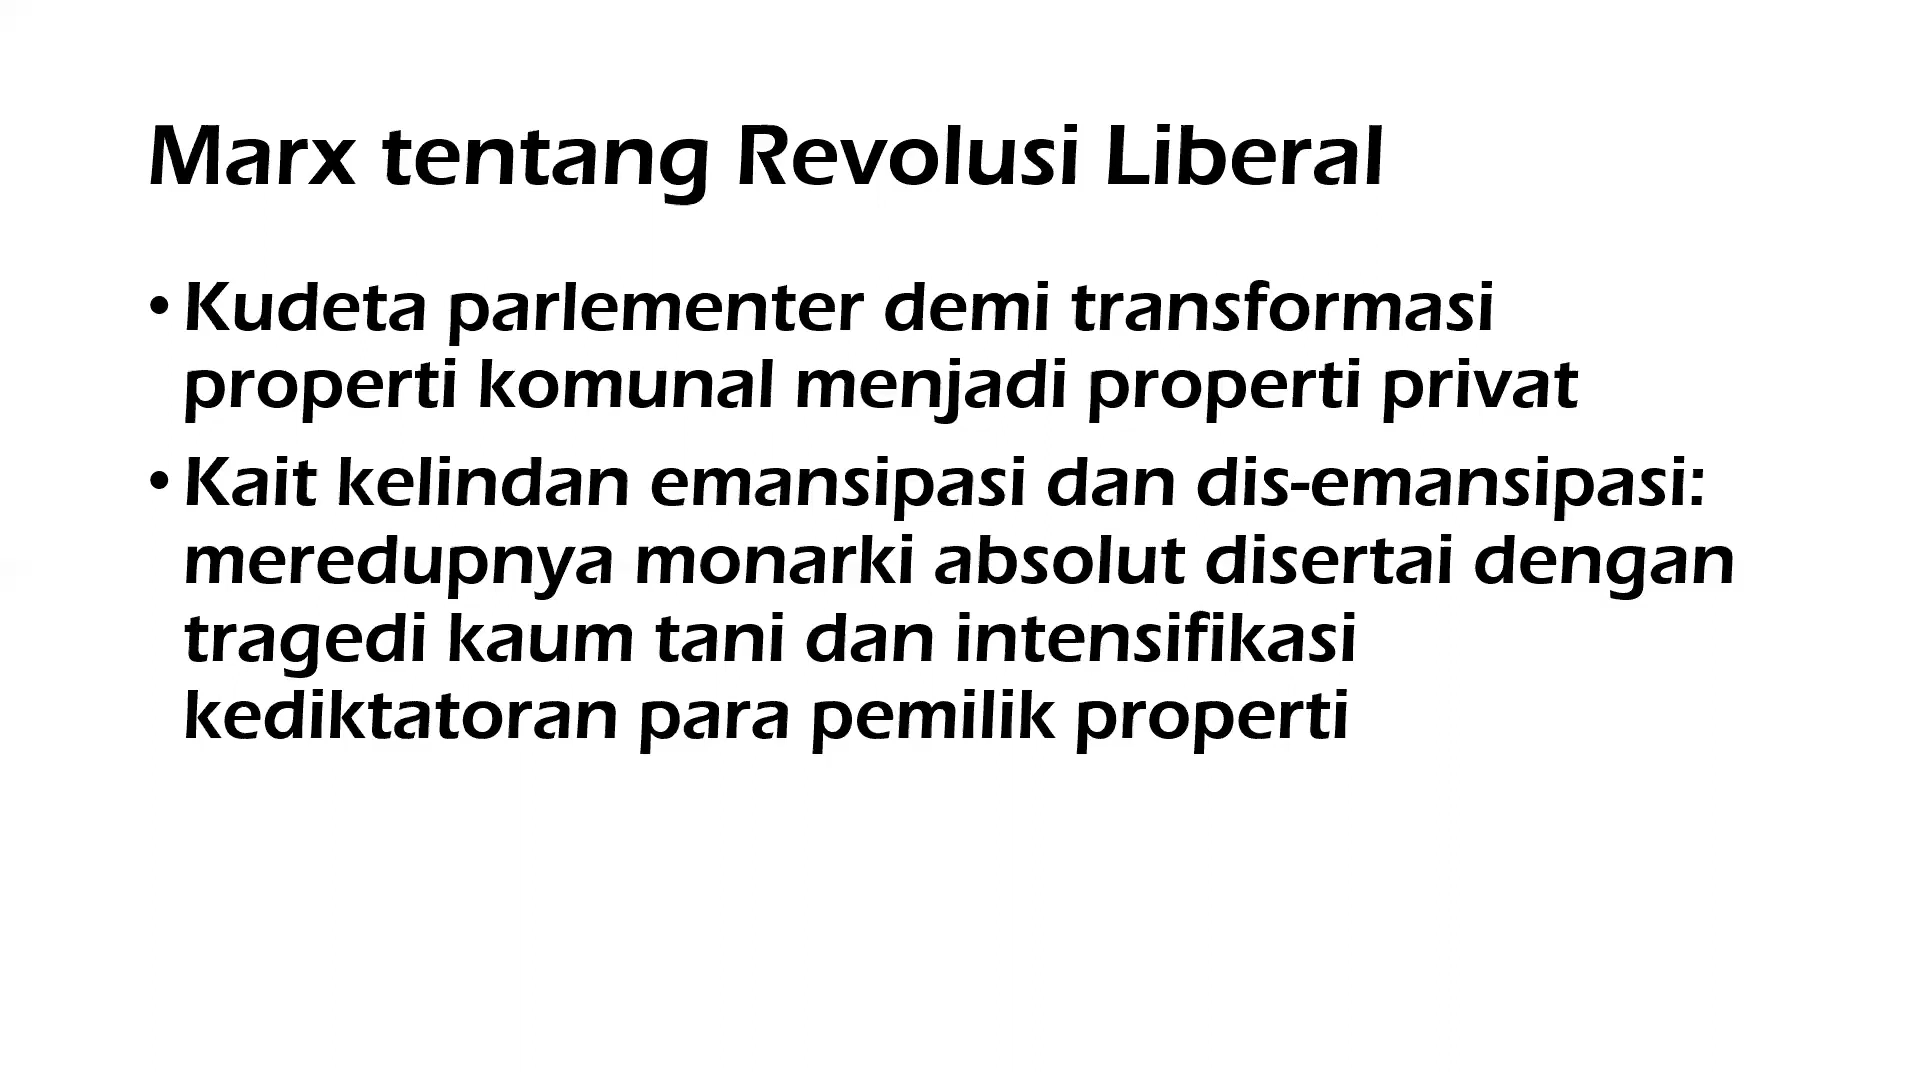 Marx tentang Revolusi Liberal
• Kudeta parlementer demi transformasi
properti komunal menjadi properti privat
• Kait kelindan emansipasi dan dis-emansipasi:
meredupnya monarki absolut disertai dengan
tragedi kaum tani dan intensifikasi
kediktatoran para pemilik properti